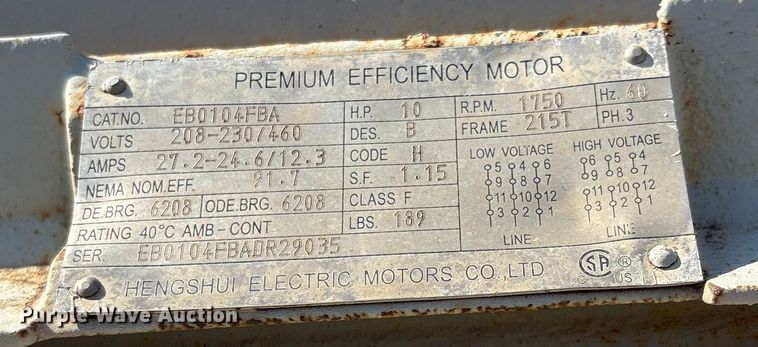 PREMIUM EFFICIENCY MOTOR
CAT.NO. EB0104FBA H.P. 10 R.P.M. 1750 Hz. 60
VOLTS 208-230/460 DES. B FRAME 215T PH.3
AMPS 27.2-24.6/12.3 CODE H LOW VOLTAGE HIGH VOLTAGE
NEMA NOM.EFF. 91.7 S.F. 1.15
DE.BRG. 6208 ODE.BRG. 6208 CLASS F
RATING 40°C AMB - CONT LBS. 189
SER. EB0104FBADR29035
5 4 6 6 5 4
9 8 7 9 8 7
11 10 12 11 10 12
3 2 1 3 2 1
LINE LINE
HENGSHUI ELECTRIC MOTORS CO.,LTD SA ®
C US
Purple Wave Auction